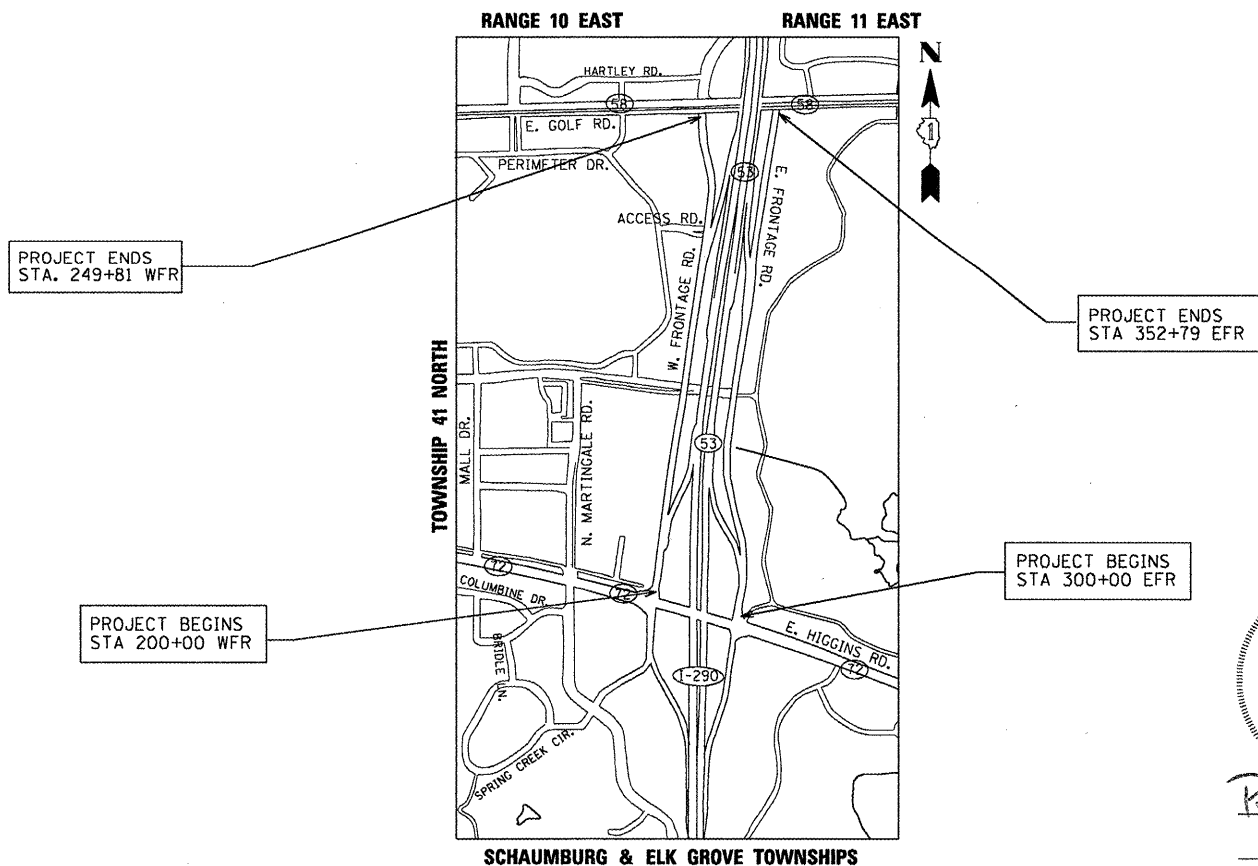 RANGE 10 EAST
RANGE 11 EAST
N
HARTLEY RD.
58
58
E. GOLF RD.
1
PERIMETER DR.
53
E. FRONTAGE RD.
ACCESS RD.
PROJECT ENDS
STA. 249+81 WFR
W. FRONTAGE RD.
PROJECT ENDS
STA 352+79 EFR
TOWNSHIP 41 NORTH
MALL DR.
N. MARTINGALE RD.
53
72
COLUMBINE DR
72
PROJECT BEGINS
STA 300+00 EFR
PROJECT BEGINS
STA 200+00 WFR
E. HIGGINS RD.
72
BRIDLE LN.
I-290
SPRING CREEK CIR.
SCHAUMBURG & ELK GROVE TOWNSHIPS